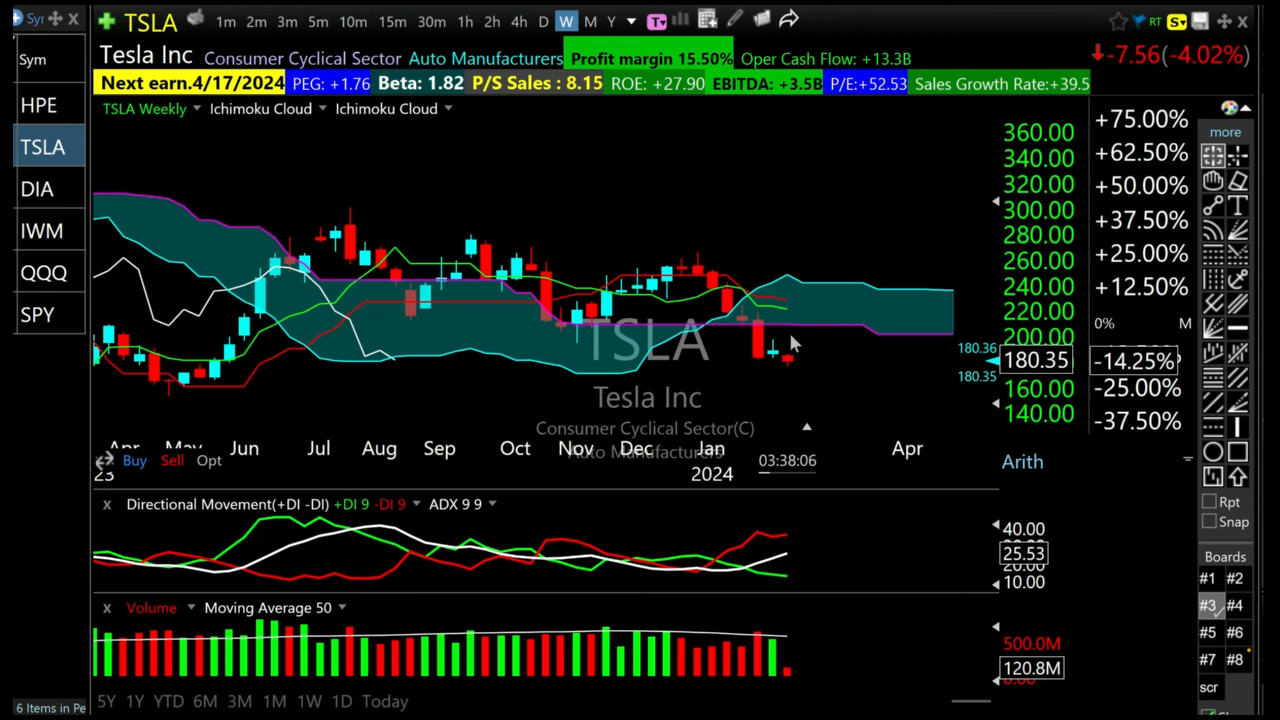 Sy
TSLA 1m 2m 3m 5m 10m 15m 30m 1h 2h 4h D W M Y T RT S
Sym
HPE
TSLA
DIA
IWM
QQQ
SPY
6 Items in Pe
Tesla Inc Consumer Cyclical Sector Auto Manufacturers Profit margin 15.50% Oper Cash Flow: +13.3B
-7.56(-4.02%)
Next earn.4/17/2024 PEG: +1.76 Beta: 1.82 P/S Sales : 8.15 ROE: +27.90 EBITDA: +3.5B P/E:+52.53 Sales Growth Rate:+39.5
TSLA Weekly Ichimoku Cloud Ichimoku Cloud
360.00
340.00
320.00
300.00
280.00
260.00
240.00
220.00
200.00
180.36
180.35
180.35
160.00
140.00
+75.00%
+62.50%
+50.00%
+37.50%
+25.00%
+12.50%
0% M
-14.25%
-25.00%
-37.50%
TSLA
Tesla Inc
Consumer Cyclical Sector(C)
Auto Manufacturers
Apr May Jun Jul Aug Sep Oct Nov Dec Jan Apr
23 2024
Buy Sell Opt 03:38:06 Arith
Directional Movement(+DI -DI) +DI 9 -DI 9 ADX 9 9
40.00
25.53
20.00
10.00
Volume Moving Average 50
500.0M
120.8M
0.00
5Y 1Y YTD 6M 3M 1M 1W 1D Today
more
T
Rpt
Snap
Boards
#1 #2
#3 #4
#5 #6
#7 #8
scr